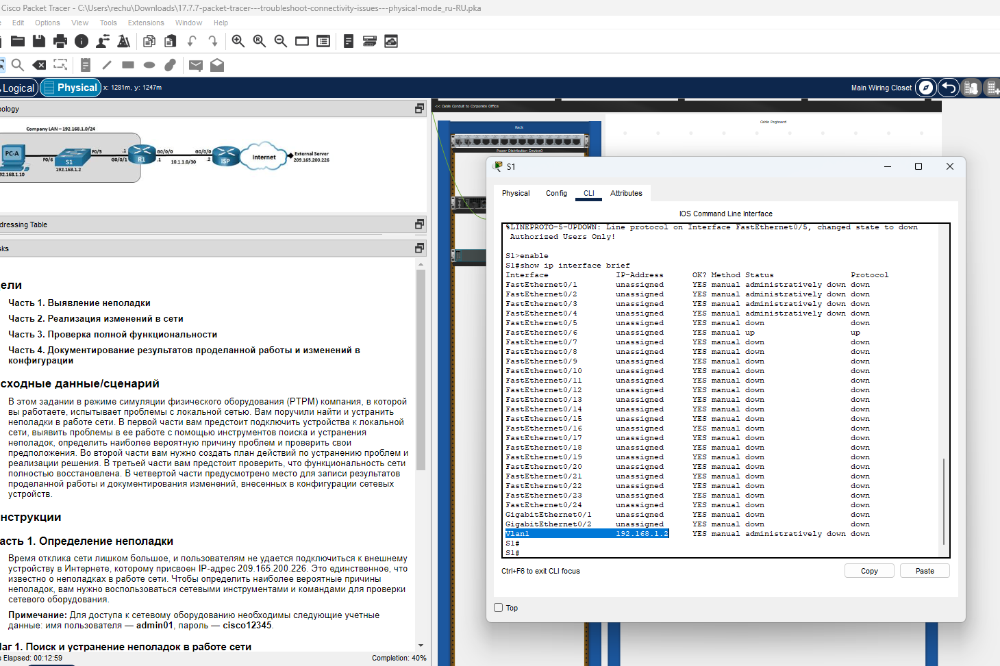 Cisco Packet Tracer - C:\Users\rechu\Downloads\17.7.7-packet-tracer---troubleshoot-connectivity-issues---physical-mode_ru-RU.pka
Edit Options View Tools Extensions Window Help
Logical Physical x: 1281m, y: 1247m Main Wiring Closet
ology
<< Cable Conduit to Corporate Office
Cable Pegboard
Rack
Power Distribution Device0
Company LAN – 192.168.1.0/24
PC-A
F0/6
S1
192.168.1.2
F0/5
G0/0/1
.1
R1
G0/0/0
.1
10.1.1.0/30
G0/0/0
.2
ISP
Internet
External Server
209.165.200.226
92.168.1.10
dressing Table
sks
ели
Часть 1. Выявление неполадки
Часть 2. Реализация изменений в сети
Часть 3. Проверка полной функциональности
Часть 4. Документирование результатов проделанной работы и изменений в
конфигурации
сходные данные/сценарий
В этом задании в режиме симуляции физического оборудования (PTPM) компания, в которой
вы работаете, испытывает проблемы с локальной сетью. Вам поручили найти и устранить
неполадки в работе сети. В первой части вам предстоит подключить устройства к локальной
сети, выявить проблемы в ее работе с помощью инструментов поиска и устранения
неполадок, определить наиболее вероятную причину проблем и проверить свои
предположения. Во второй части вам нужно создать план действий по устранению проблем и
реализации решения. В третьей части вам предстоит проверить, что функциональность сети
полностью восстановлена. В четвертой части предусмотрено место для записи результатов
проделанной работы и документирования изменений, внесенных в конфигурации сетевых
устройств.
нструкции
асть 1. Определение неполадки
Время отклика сети лишком большое, и пользователям не удается подключиться к внешнему
устройству в Интернете, которому присвоен IP-адрес 209.165.200.226. Это единственное, что
известно о неполадках в работе сети. Чтобы определить наиболее вероятные причины
неполадок, вам нужно воспользоваться сетевыми инструментами и командами для проверки
сетевого оборудования.
Примечание: Для доступа к сетевому оборудованию необходимы следующие учетные
данные: имя пользователя — admin01, пароль — cisco12345.
аг 1. Поиск и устранение неполадок в работе сети
e Elapsed: 00:12:59 Completion: 40%
S1
Physical Config CLI Attributes
IOS Command Line Interface
%LINEPROTO-5-UPDOWN: Line protocol on Interface FastEthernet0/5, changed state to down
Authorized Users Only!
S1>enable
S1#show ip interface brief
Interface IP-Address OK? Method Status Protocol
FastEthernet0/1 unassigned YES manual administratively down down
FastEthernet0/2 unassigned YES manual administratively down down
FastEthernet0/3 unassigned YES manual administratively down down
FastEthernet0/4 unassigned YES manual administratively down down
FastEthernet0/5 unassigned YES manual down down
FastEthernet0/6 unassigned YES manual up up
FastEthernet0/7 unassigned YES manual down down
FastEthernet0/8 unassigned YES manual down down
FastEthernet0/9 unassigned YES manual down down
FastEthernet0/10 unassigned YES manual down down
FastEthernet0/11 unassigned YES manual down down
FastEthernet0/12 unassigned YES manual down down
FastEthernet0/13 unassigned YES manual down down
FastEthernet0/14 unassigned YES manual down down
FastEthernet0/15 unassigned YES manual down down
FastEthernet0/16 unassigned YES manual down down
FastEthernet0/17 unassigned YES manual down down
FastEthernet0/18 unassigned YES manual down down
FastEthernet0/19 unassigned YES manual down down
FastEthernet0/20 unassigned YES manual down down
FastEthernet0/21 unassigned YES manual down down
FastEthernet0/22 unassigned YES manual down down
FastEthernet0/23 unassigned YES manual down down
FastEthernet0/24 unassigned YES manual down down
GigabitEthernet0/1 unassigned YES manual down down
GigabitEthernet0/2 unassigned YES manual down down
Vlan1 192.168.1.2 YES manual administratively down down
S1#
S1#
Ctrl+F6 to exit CLI focus
Copy Paste
Top